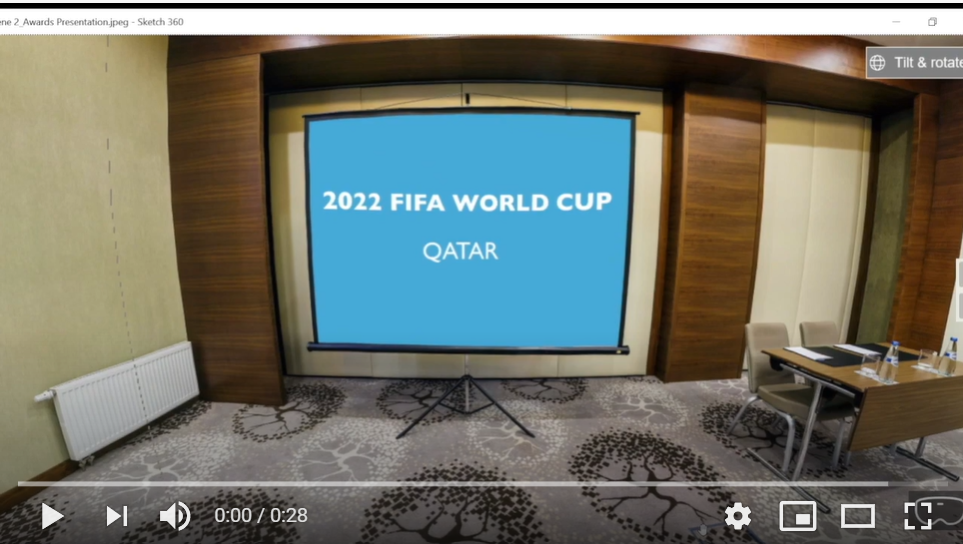 ene 2_Awards Presentation.jpeg - Sketch 360
Tilt & rotate
2022 FIFA WORLD CUP
QATAR
0:00 / 0:28